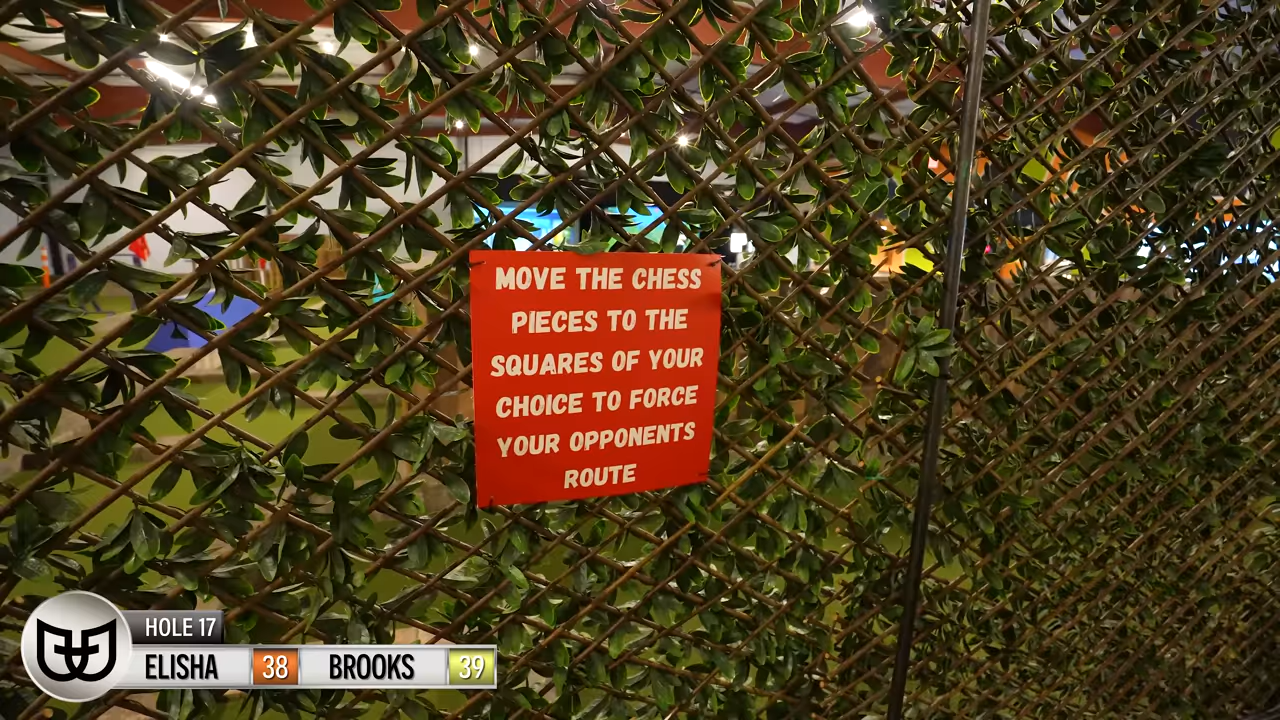 MOVE THE CHESS
PIECES TO THE
SQUARES OF YOUR
CHOICE TO FORCE
YOUR OPPONENTS
ROUTE
HOLE 17
ELISHA 38 BROOKS 39